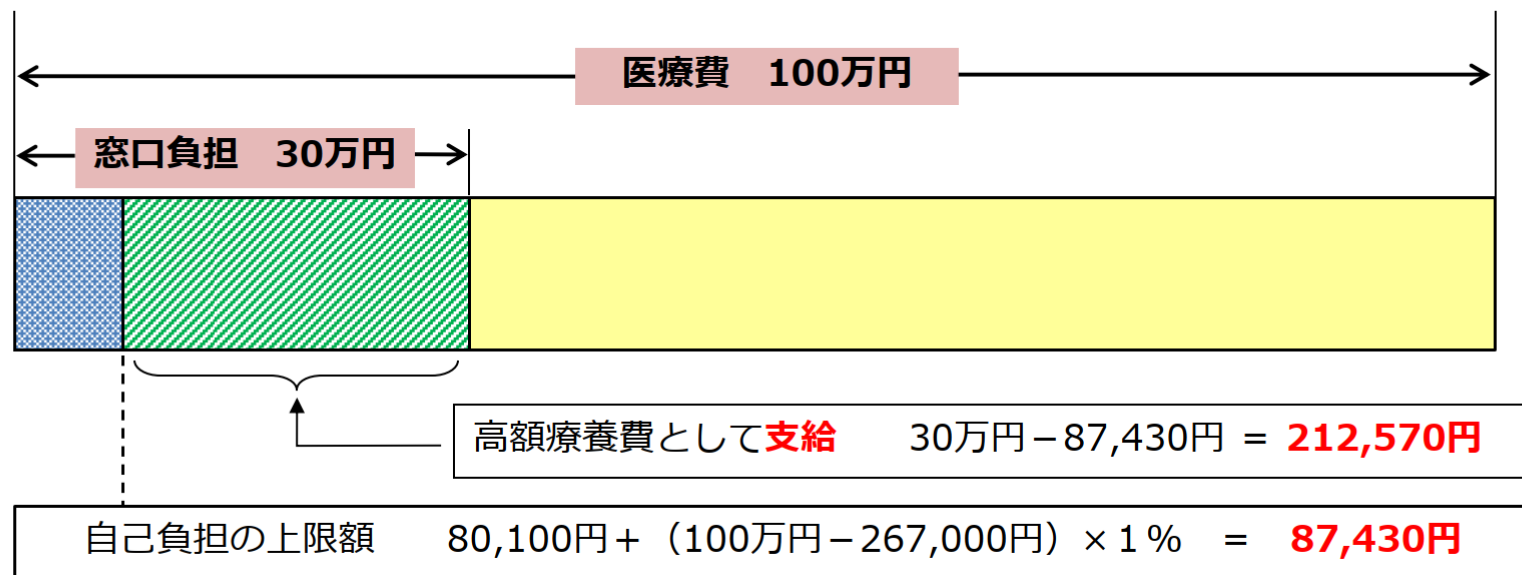 医療費　100万円
窓口負担　30万円
高額療養費として支給　　30万円－87,430円 = 212,570円
自己負担の上限額　　80,100円＋（100万円－267,000円）×1％　=　87,430円